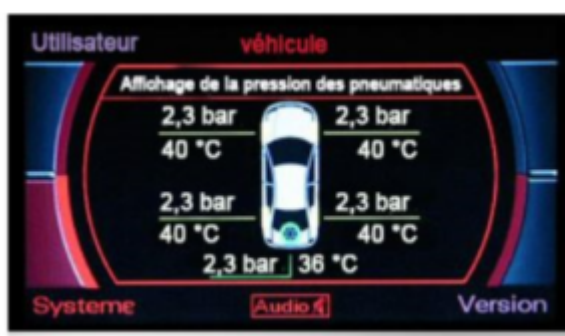 Utilisateur véhicule
Affichage de la pression des pneumatiques
2,3 bar 2,3 bar
40 °C 40 °C
2,3 bar 2,3 bar
40 °C 40 °C
2,3 bar 36 °C
Systeme Audio Version